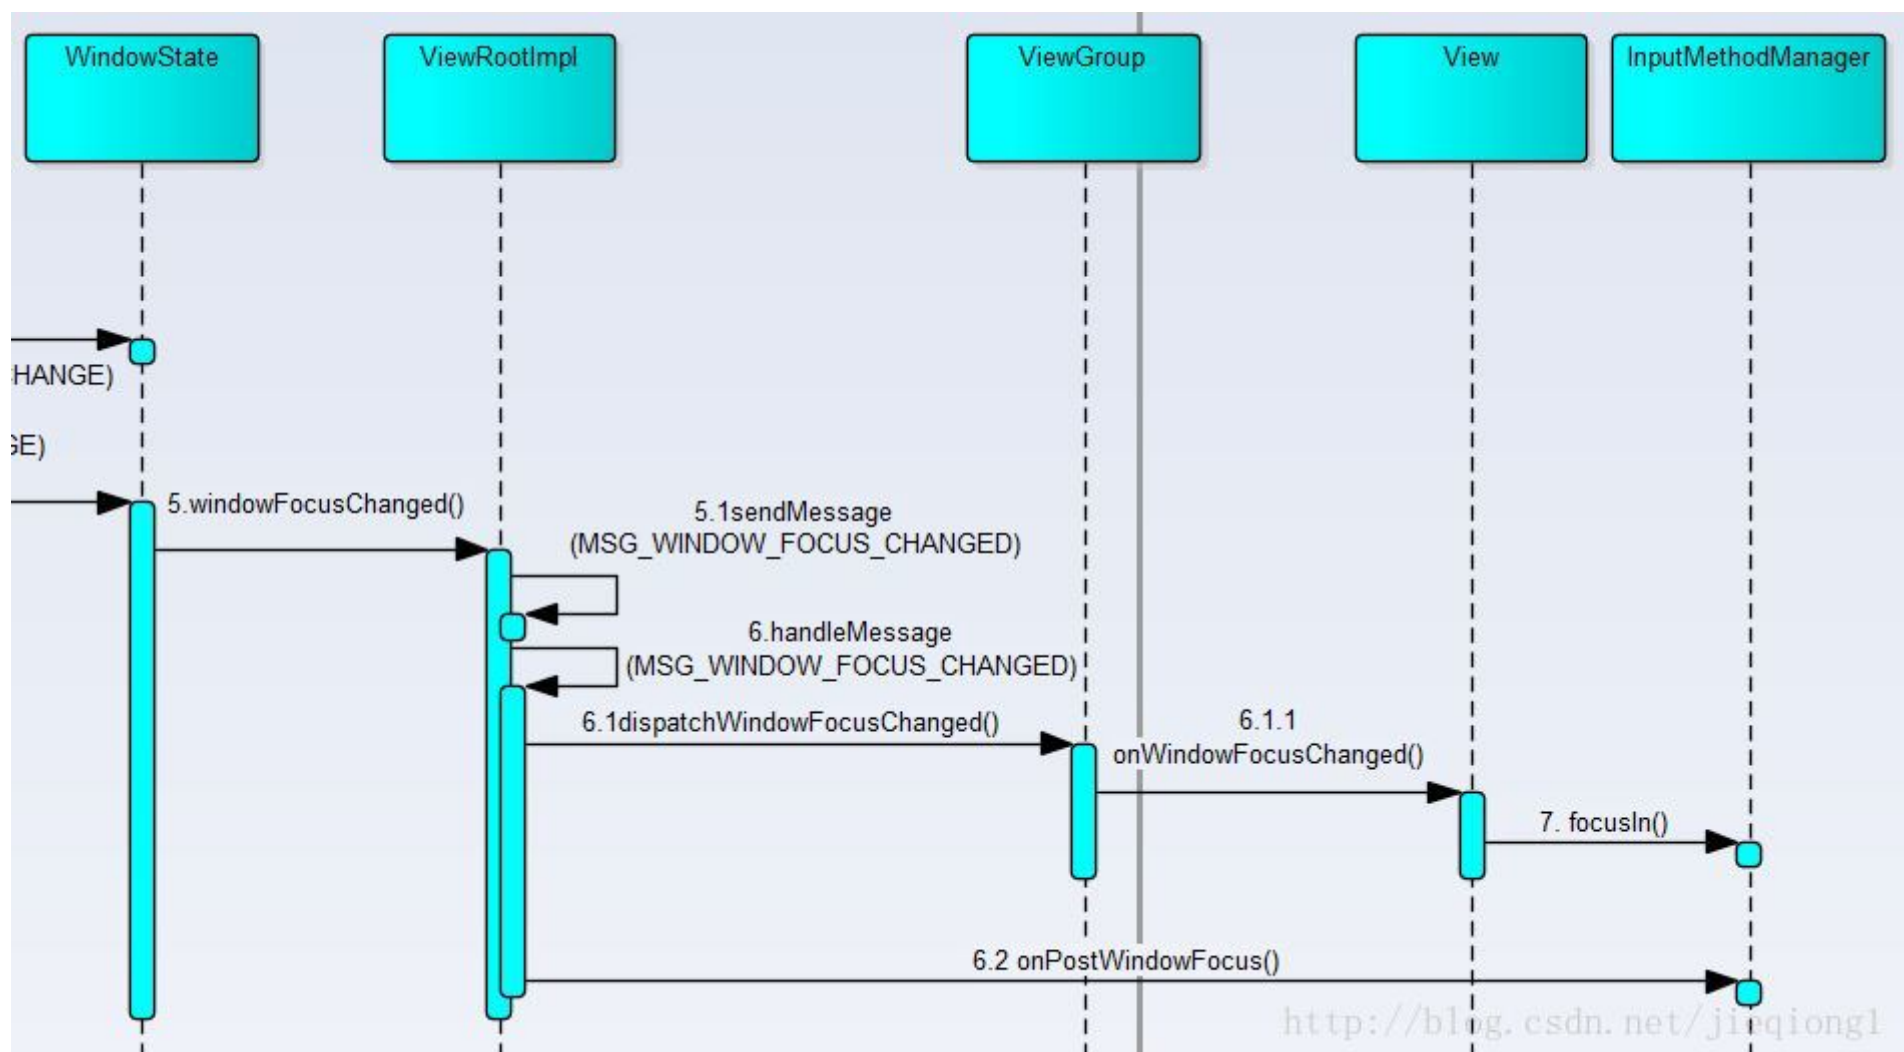 WindowState
ViewRootImpl
ViewGroup
View
InputMethodManager
HANGE)
GE)
5.windowFocusChanged()
5.1sendMessage
(MSG_WINDOW_FOCUS_CHANGED)
6.handleMessage
(MSG_WINDOW_FOCUS_CHANGED)
6.1dispatchWindowFocusChanged()
6.1.1
onWindowFocusChanged()
7. focusIn()
6.2 onPostWindowFocus()
http://blog.csdn.net/jieqiong1